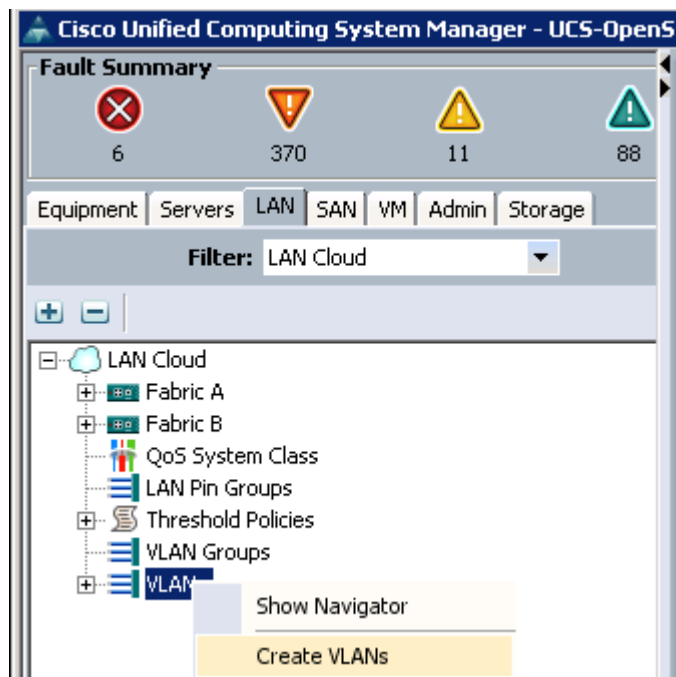 Cisco Unified Computing System Manager - UCS-OpenS
Fault Summary
6 370 11 88
Equipment Servers LAN SAN VM Admin Storage
Filter: LAN Cloud
LAN Cloud
Fabric A
Fabric B
QoS System Class
LAN Pin Groups
Threshold Policies
VLAN Groups
VLAN
Show Navigator
Create VLANs